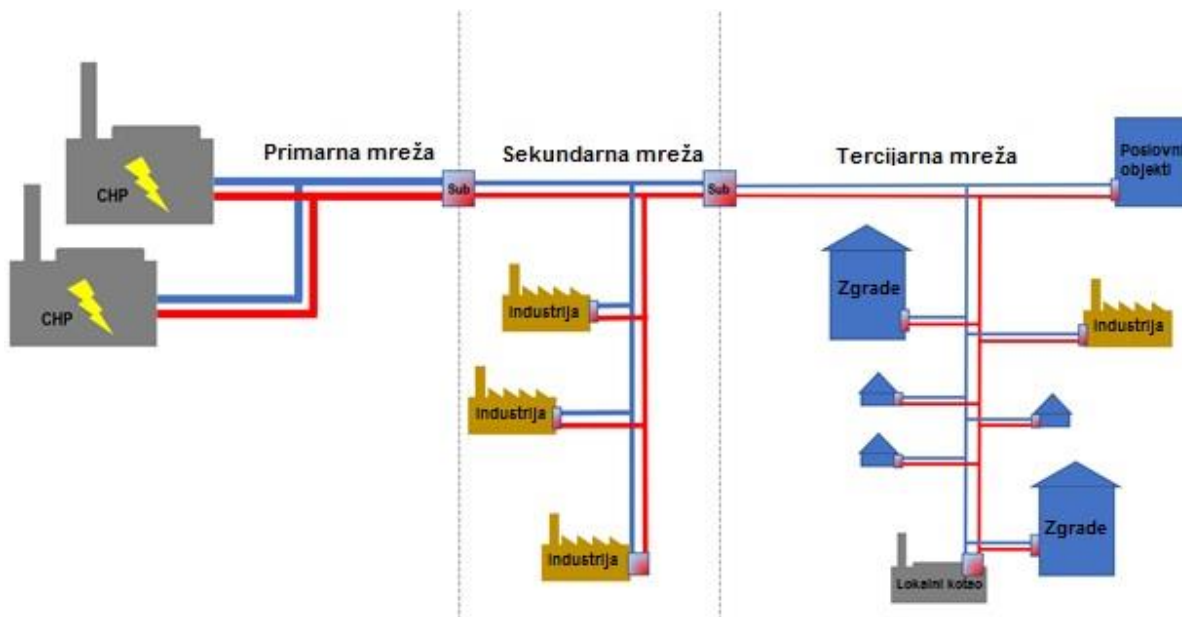 Primarna mreža
Sekundarna mreža
Tercijarna mreža
CHP
CHP
Sub
Sub
Industrija
Industrija
Industrija
Poslovni
objekti
Zgrade
Industrija
Zgrade
Lokalni kotao